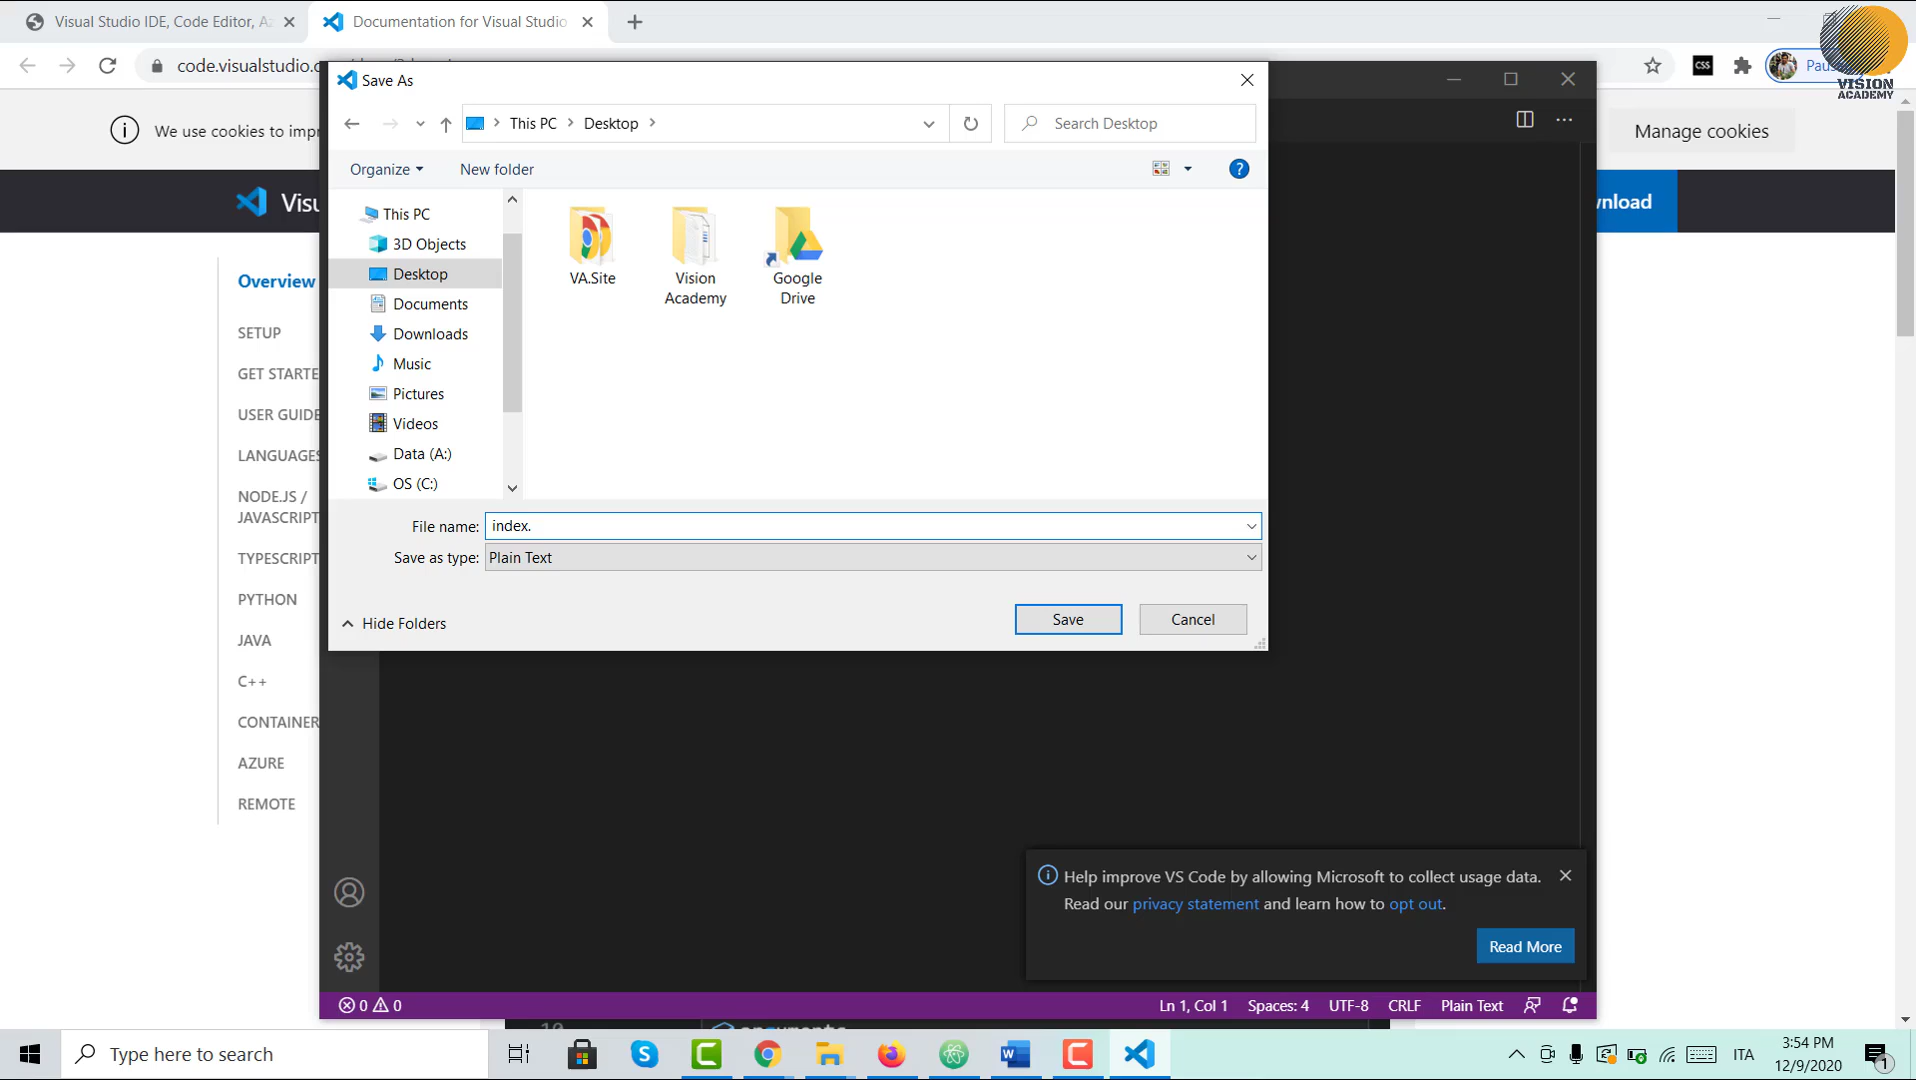 Visual Studio IDE, Code Editor, Az
Documentation for Visual Studio
code.visualstudio.c
CSS
VISION
ACADEMY
We use cookies to impr
Manage cookies
Visu
nload
Overview
SETUP
GET STARTE
USER GUIDE
LANGUAGES
NODE.JS /
JAVASCRIPT
TYPESCRIPT
PYTHON
JAVA
C++
CONTAINER
AZURE
REMOTE
Save As
This PC > Desktop >
Search Desktop
Organize
New folder
This PC
3D Objects
Desktop
Documents
Downloads
Music
Pictures
Videos
Data (A:)
OS (C:)
VA.Site
Vision
Academy
Google
Drive
File name: index.
Save as type: Plain Text
Hide Folders
Save
Cancel
Help improve VS Code by allowing Microsoft to collect usage data.
Read our privacy statement and learn how to opt out.
Read More
0 0
Ln 1, Col 1 Spaces: 4 UTF-8 CRLF Plain Text
Type here to search
ITA
3:54 PM
12/9/2020
1